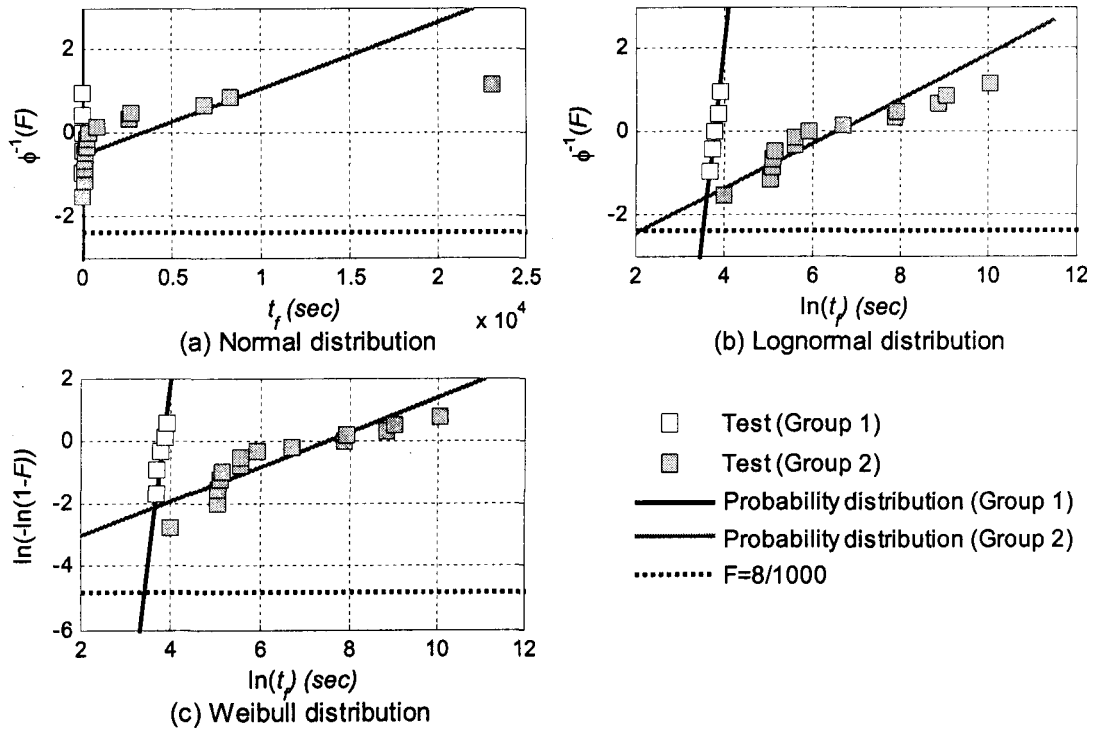 2
0
-2
ϕ⁻¹(F)
0 0.5 1 1.5 2 2.5
t_f (sec)
x 10⁴
(a) Normal distribution
2
0
-2
ϕ⁻¹(F)
2 4 6 8 10 12
ln(t_f) (sec)
(b) Lognormal distribution
2
0
-2
-4
-6
ln(-ln(1-F))
2 4 6 8 10 12
ln(t_f) (sec)
(c) Weibull distribution
Test (Group 1)
Test (Group 2)
Probability distribution (Group 1)
Probability distribution (Group 2)
F=8/1000